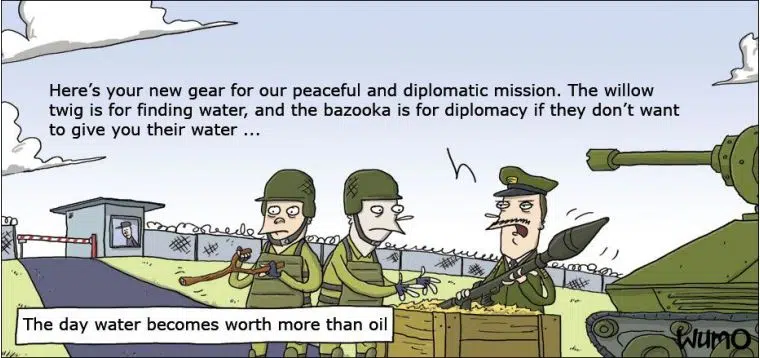 Here's your new gear for our peaceful and diplomatic mission. The willow
twig is for finding water, and the bazooka is for diplomacy if they don't want
to give you their water ...
The day water becomes worth more than oil
WUMO